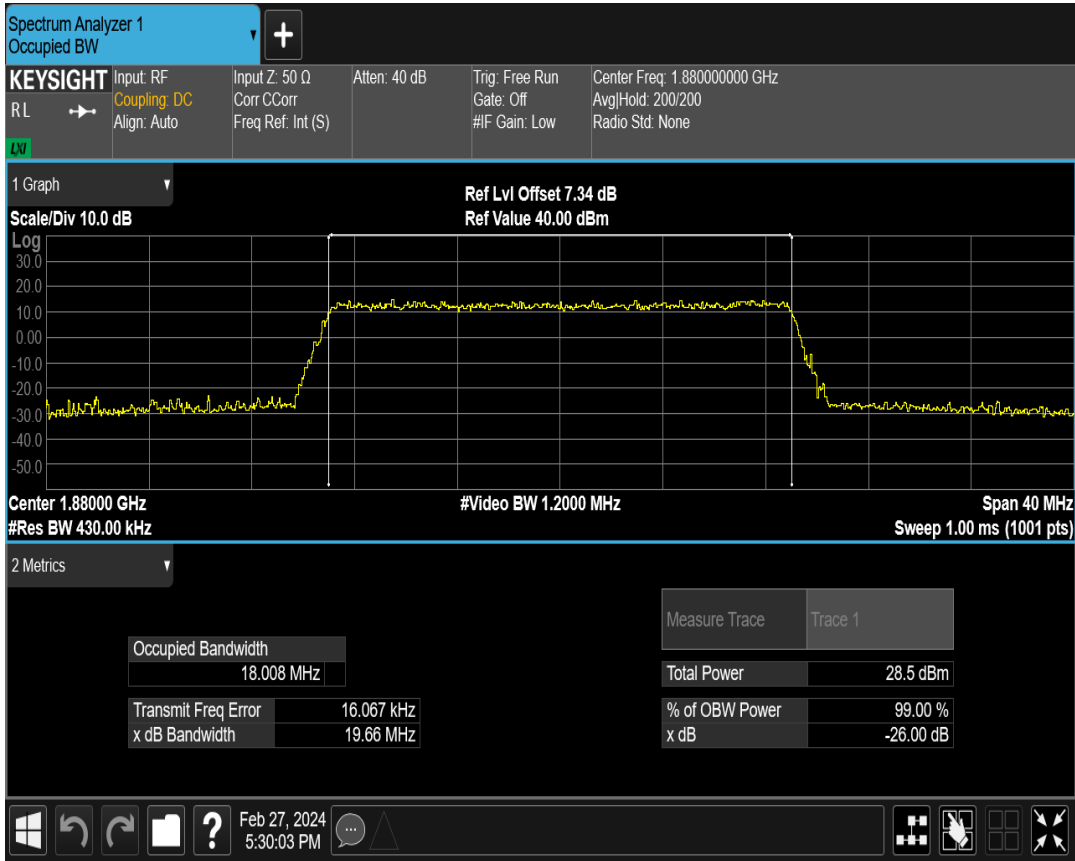 Spectrum Analyzer 1
Occupied BW
+
KEYSIGHT
R L
LXI
Input: RF
Coupling: DC
Align: Auto
Input Z: 50 Ω
Corr CCorr
Freq Ref: Int (S)
Atten: 40 dB
Trig: Free Run
Gate: Off
#IF Gain: Low
Center Freq: 1.880000000 GHz
Avg|Hold: 200/200
Radio Std: None
1 Graph
Ref Lvl Offset 7.34 dB
Scale/Div 10.0 dB
Ref Value 40.00 dBm
Log
30.0
20.0
10.0
0.00
-10.0
-20.0
-30.0
-40.0
-50.0
Center 1.88000 GHz
#Video BW 1.2000 MHz
Span 40 MHz
#Res BW 430.00 kHz
Sweep 1.00 ms (1001 pts)
2 Metrics
Measure Trace Trace 1
Occupied Bandwidth
18.008 MHz
Total Power 28.5 dBm
Transmit Freq Error 16.067 kHz
% of OBW Power 99.00 %
x dB Bandwidth 19.66 MHz
x dB -26.00 dB
?
Feb 27, 2024
5:30:03 PM